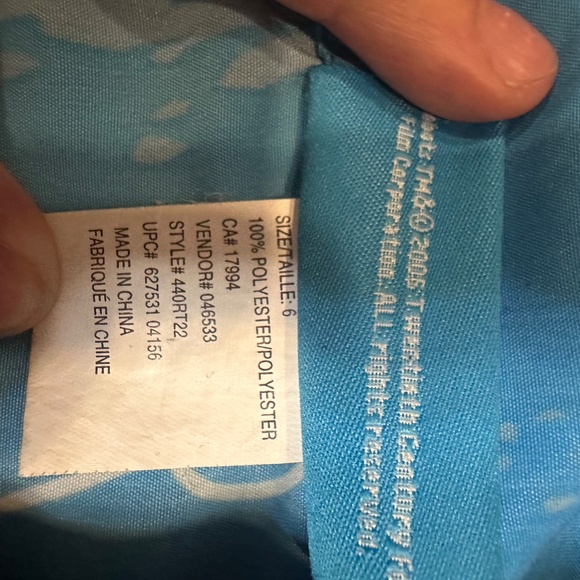 SIZE/TAILLE: 6
100% POLYESTER/POLYESTER
CA# 17994
VENDOR# 046533
STYLE# 440RT22
UPC# 627531 04156
MADE IN CHINA
FABRIQUÉ EN CHINE
TM&© 2005 Twentieth Century
Film Corporation. All rights reserved.